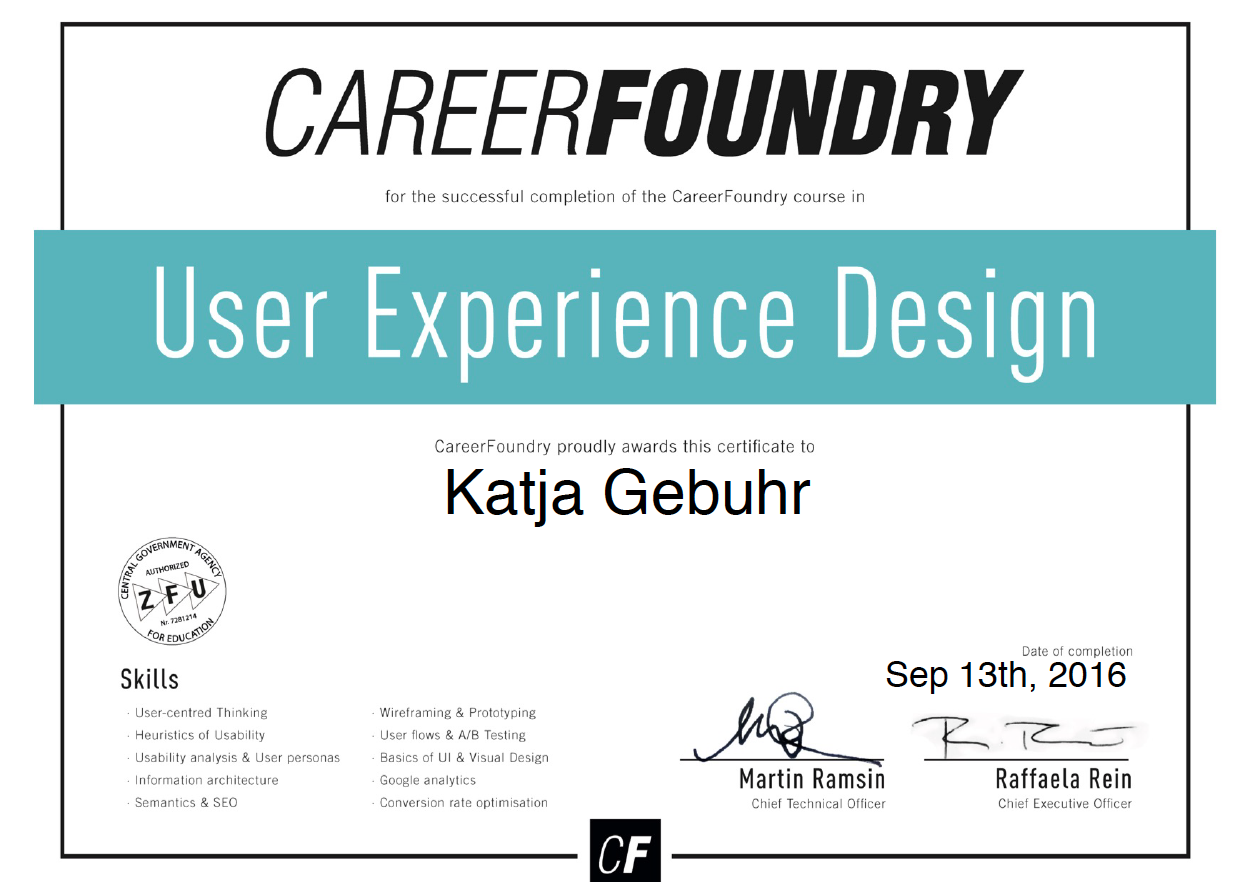 CAREERFOUNDRY
for the successful completion of the CareerFoundry course in
User Experience Design
CareerFoundry proudly awards this certificate to
Katja Gebuhr
CENTRAL GOVERNMENT AGENCY
AUTHORIZED
ZFU
Nr. 7281214
FOR EDUCATION
Date of completion
Sep 13th, 2016
Skills
· User-centred Thinking
· Heuristics of Usability
· Usability analysis & User personas
· Information architecture
· Semantics & SEO
· Wireframing & Prototyping
· User flows & A/B Testing
· Basics of UI & Visual Design
· Google analytics
· Conversion rate optimisation
Martin Ramsin
Chief Technical Officer
Raffaela Rein
Chief Executive Officer
CF